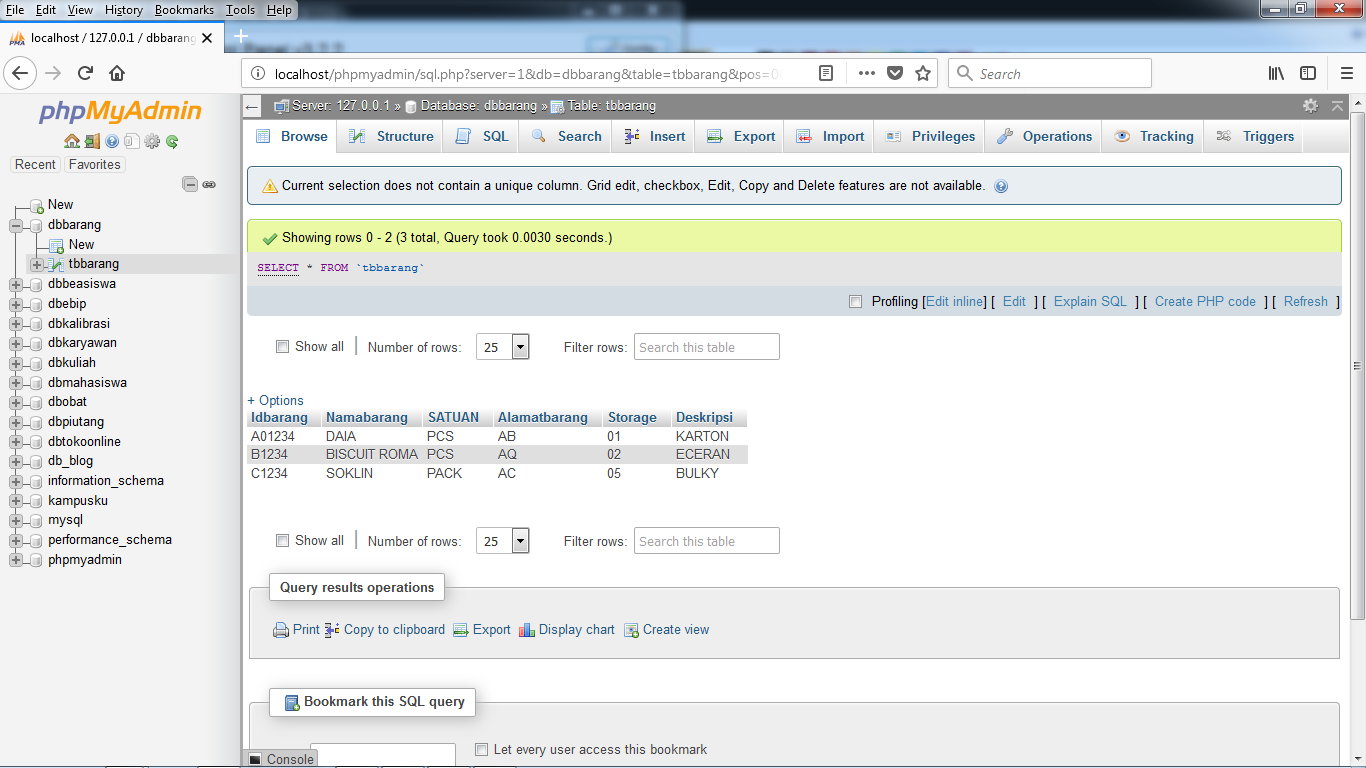 File Edit View History Bookmarks Tools Help
localhost / 127.0.0.1 / dbbarang
localhost/phpmyadmin/sql.php?server=1&db=dbbarang&table=tbbarang&pos=0
Search
phpMyAdmin
Recent Favorites
New
dbbarang
New
tbbarang
dbbeasiswa
dbebip
dbkalibrasi
dbkaryawan
dbkuliah
dbmahasiswa
dbobat
dbpiutang
dbtokoonline
db_blog
information_schema
kampusku
mysql
performance_schema
phpmyadmin
Server: 127.0.0.1 » Database: dbbarang » Table: tbbarang
Browse Structure SQL Search Insert Export Import Privileges Operations Tracking Triggers
Current selection does not contain a unique column. Grid edit, checkbox, Edit, Copy and Delete features are not available.
Showing rows 0 - 2 (3 total, Query took 0.0030 seconds.)
SELECT * FROM `tbbarang`
Profiling [Edit inline] [ Edit ] [ Explain SQL ] [ Create PHP code ] [ Refresh ]
Show all Number of rows: 25 Filter rows: Search this table
+ Options
Idbarang Namabarang SATUAN Alamatbarang Storage Deskripsi
A01234 DAIA PCS AB 01 KARTON
B1234 BISCUIT ROMA PCS AQ 02 ECERAN
C1234 SOKLIN PACK AC 05 BULKY
Show all Number of rows: 25 Filter rows: Search this table
Query results operations
Print Copy to clipboard Export Display chart Create view
Bookmark this SQL query
Let every user access this bookmark
Console